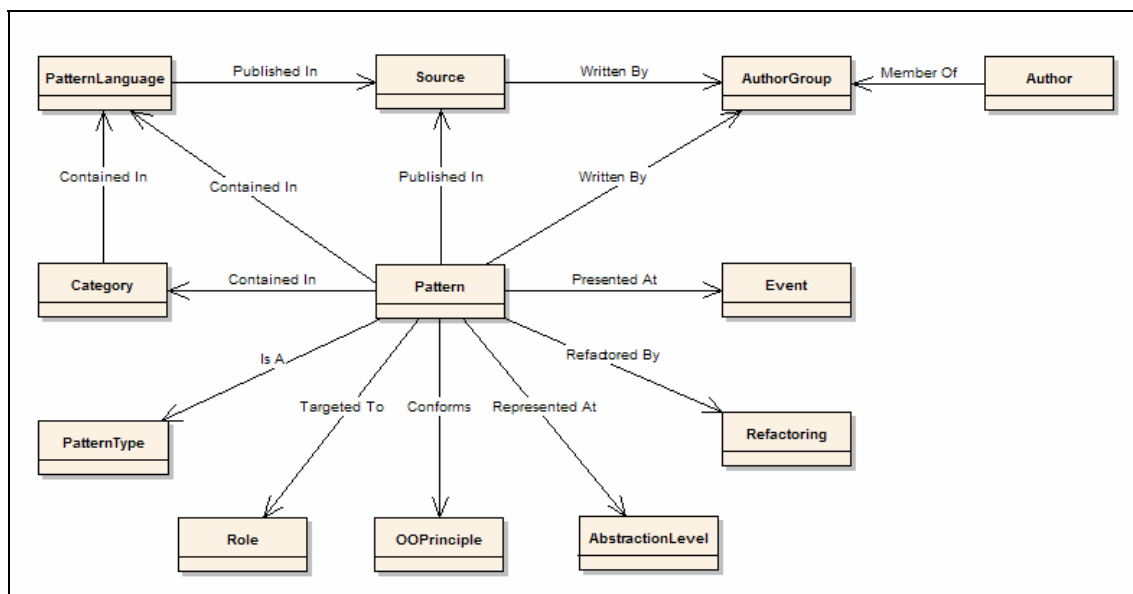 PatternLanguage
Published In
Source
Written By
AuthorGroup
Member Of
Author
Contained In
Contained In
Published In
Written By
Category
Contained In
Pattern
Presented At
Event
Is A
Refactored By
Targeted To
Conforms
Represented At
PatternType
Refactoring
Role
OOPrinciple
AbstractionLevel